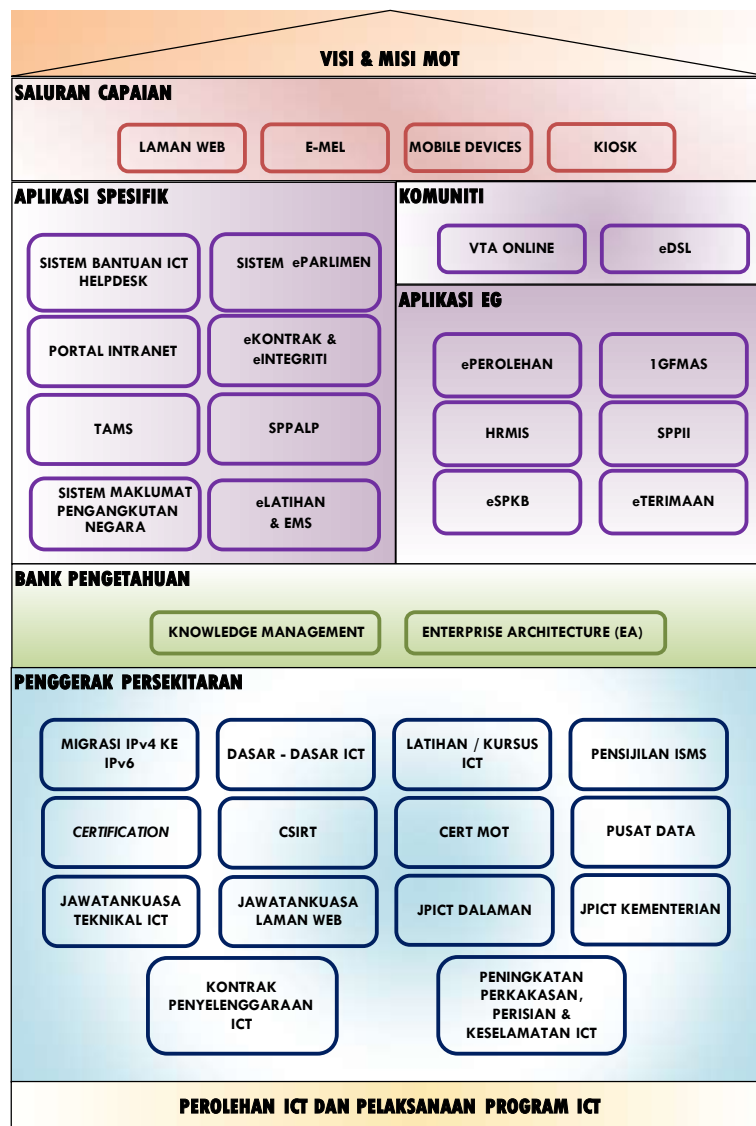 VISI & MISI MOT
SALURAN CAPAIAN
LAMAN WEB
E-MEL
MOBILE DEVICES
KIOSK
APLIKASI SPESIFIK
SISTEM BANTUAN ICT
HELPDESK
SISTEM ePARLIMEN
PORTAL INTRANET
eKONTRAK &
eINTEGRITI
TAMS
SPPALP
SISTEM MAKLUMAT
PENGANGKUTAN
NEGARA
eLATIHAN
& EMS
KOMUNITI
VTA ONLINE
eDSL
APLIKASI EG
ePEROLEHAN
1GFMAS
HRMIS
SPPII
eSPKB
eTERIMAAN
BANK PENGETAHUAN
KNOWLEDGE MANAGEMENT
ENTERPRISE ARCHITECTURE (EA)
PENGGERAK PERSEKITARAN
MIGRASI IPv4 KE
IPv6
DASAR - DASAR ICT
LATIHAN / KURSUS
ICT
PENSIJILAN ISMS
CERTIFICATION
CSIRT
CERT MOT
PUSAT DATA
JAWATANKUASA
TEKNIKAL ICT
JAWATANKUASA
LAMAN WEB
JPICT DALAMAN
JPICT KEMENTERIAN
KONTRAK
PENYELENGGARAAN
ICT
PENINGKATAN
PERKAKASAN,
PERISIAN &
KESELAMATAN ICT
PEROLEHAN ICT DAN PELAKSANAAN PROGRAM ICT